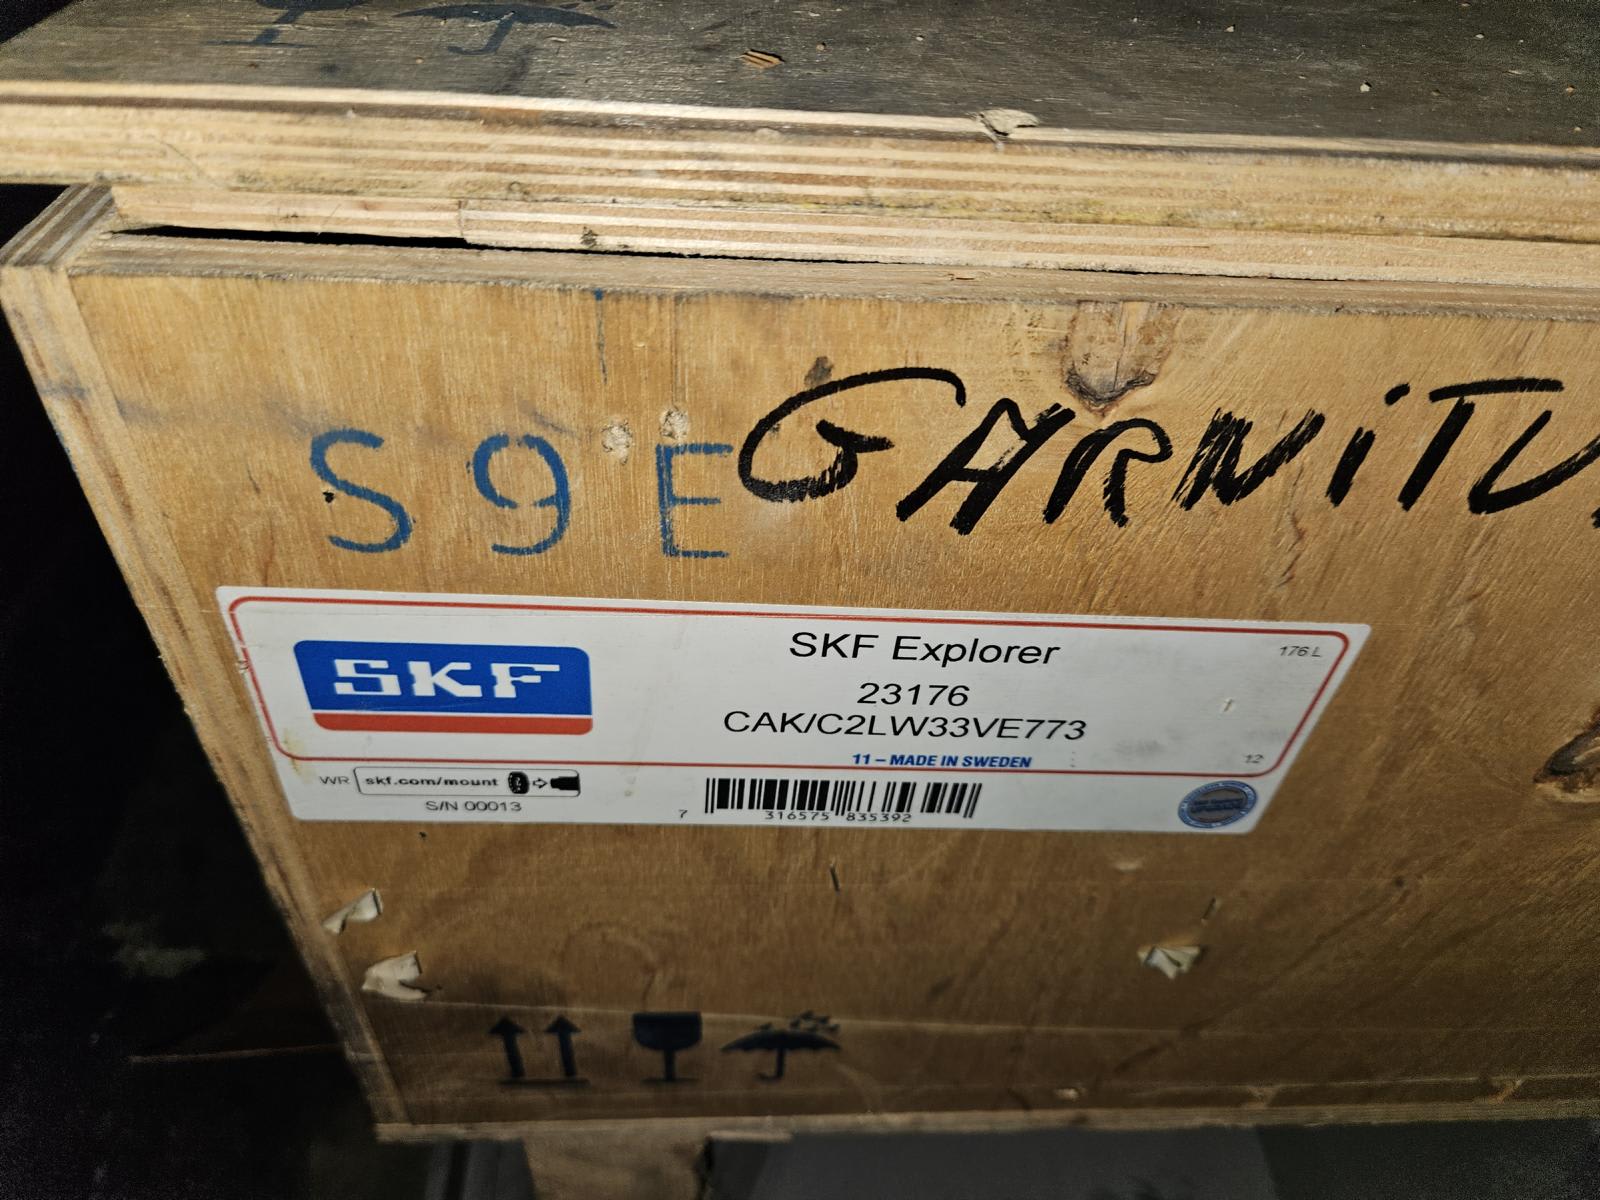 S9E
GARNITU
SKF
SKF Explorer
176 L
23176
CAK/C2LW33VE773
11 – MADE IN SWEDEN
12
WR skf.com/mount
S/N 00013
7 316575 835392